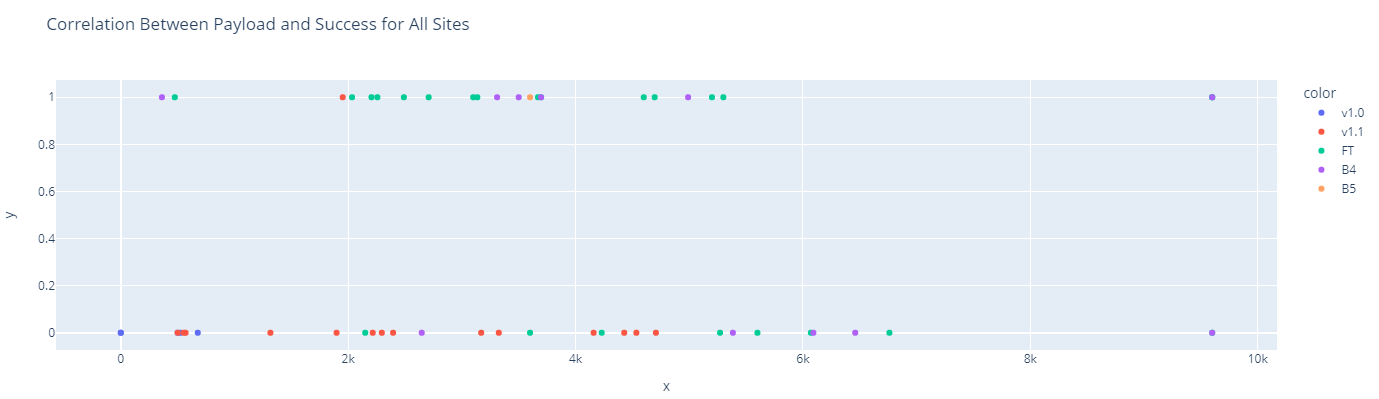 Correlation Between Payload and Success for All Sites
color
v1.0
v1.1
FT
B4
B5
1
0.8
0.6
0.4
0.2
0
y
0 2k 4k 6k 8k 10k
x